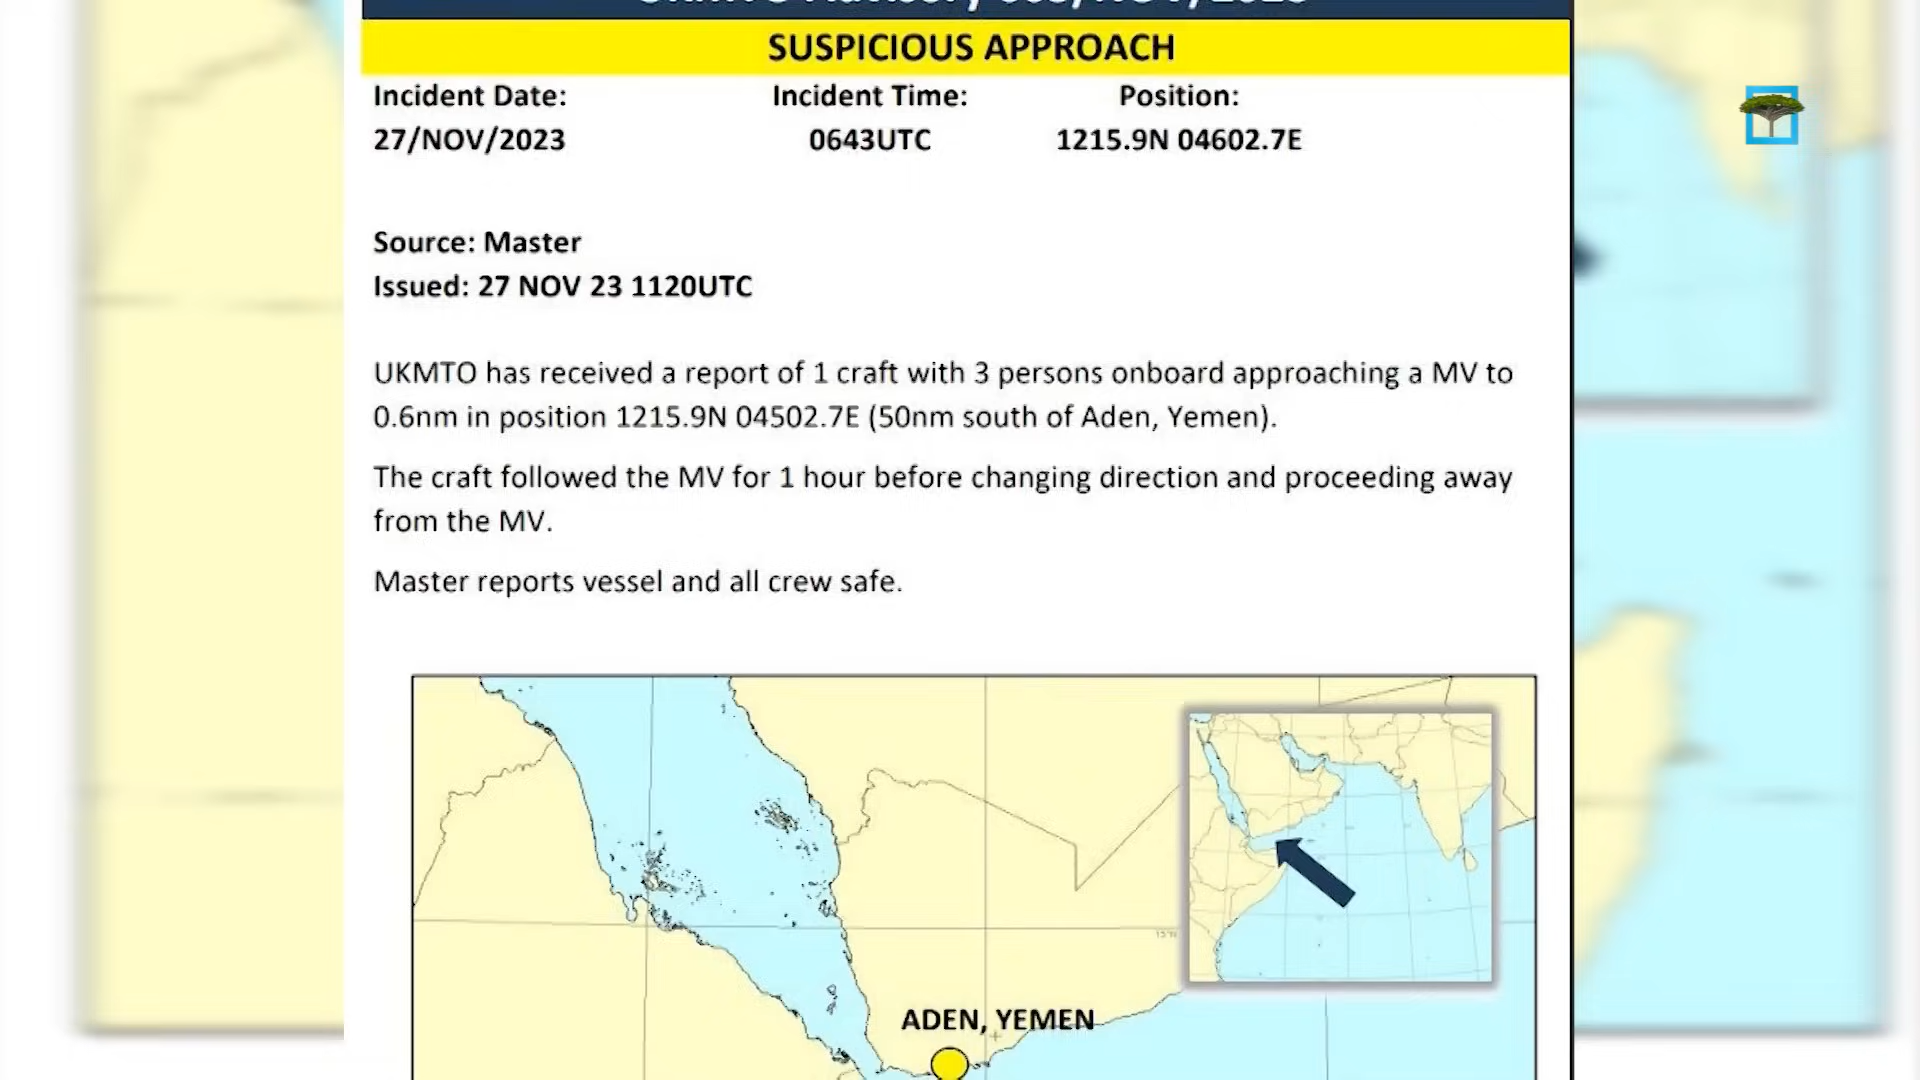 SUSPICIOUS APPROACH
Incident Date: Incident Time: Position:
27/NOV/2023 0643UTC 1215.9N 04602.7E
Source: Master
Issued: 27 NOV 23 1120UTC
UKMTO has received a report of 1 craft with 3 persons onboard approaching a MV to
0.6nm in position 1215.9N 04502.7E (50nm south of Aden, Yemen).
The craft followed the MV for 1 hour before changing direction and proceeding away
from the MV.
Master reports vessel and all crew safe.
ADEN, YEMEN